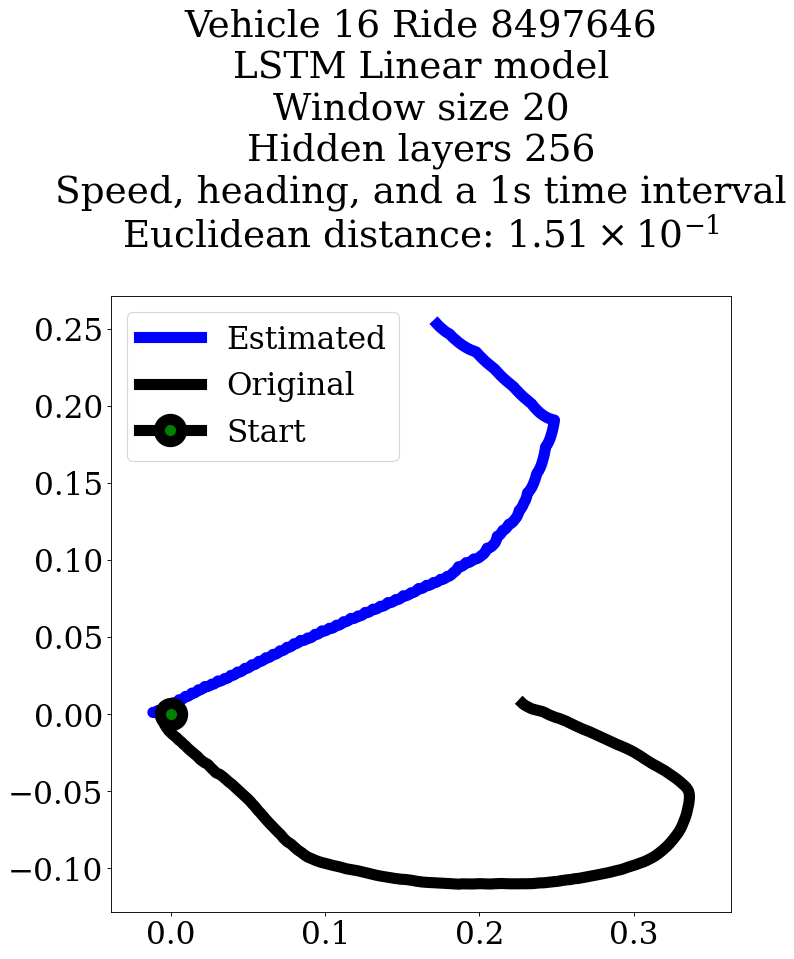 Vehicle 16 Ride 8497646
LSTM Linear model
Window size 20
Hidden layers 256
Speed, heading, and a 1s time interval
Euclidean distance: 1.51 × 10⁻¹
Estimated
Original
Start
0.25
0.20
0.15
0.10
0.05
0.00
−0.05
−0.10
0.0 0.1 0.2 0.3